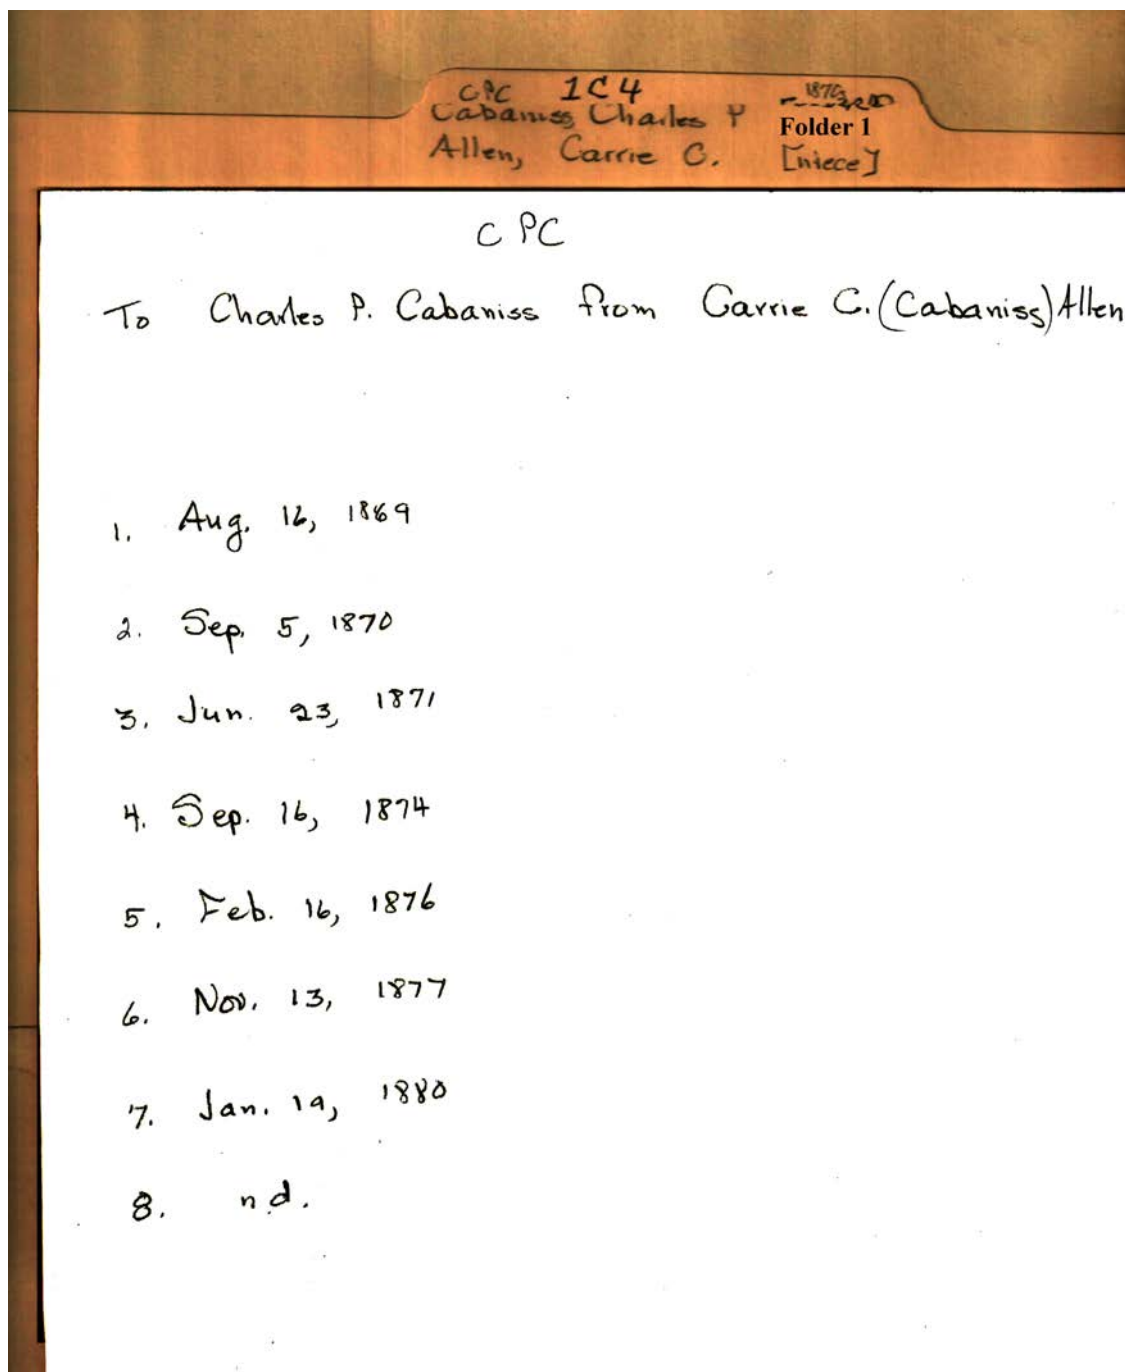 CPC 1C4
Cabaniss Charles P
Folder 1
Allen, Carrie C. [niece]
CPC
To Charles P. Cabaniss from Carrie C. (Cabaniss) Allen
1. Aug. 16, 1869
2. Sep. 5, 1870
3. Jun. 23, 1871
4. Sep. 16, 1874
5. Feb. 16, 1876
6. Nov. 13, 1877
7. Jan. 19, 1880
8. n.d.